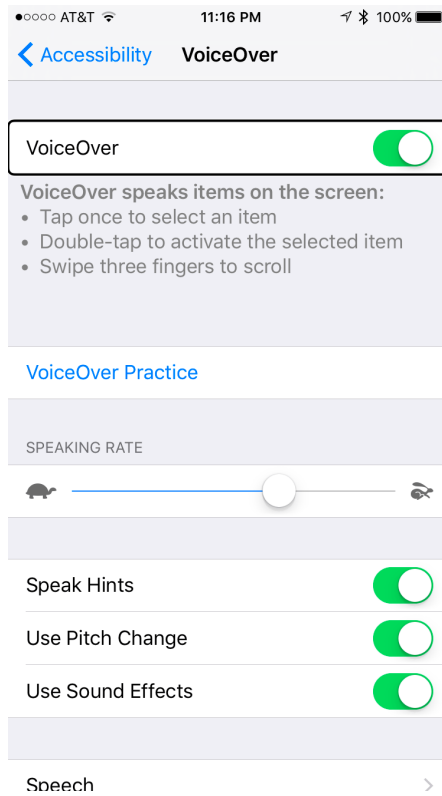 AT&T 11:16 PM 100%
Accessibility VoiceOver
VoiceOver
VoiceOver speaks items on the screen:
• Tap once to select an item
• Double-tap to activate the selected item
• Swipe three fingers to scroll
VoiceOver Practice
SPEAKING RATE
Speak Hints
Use Pitch Change
Use Sound Effects
Speech